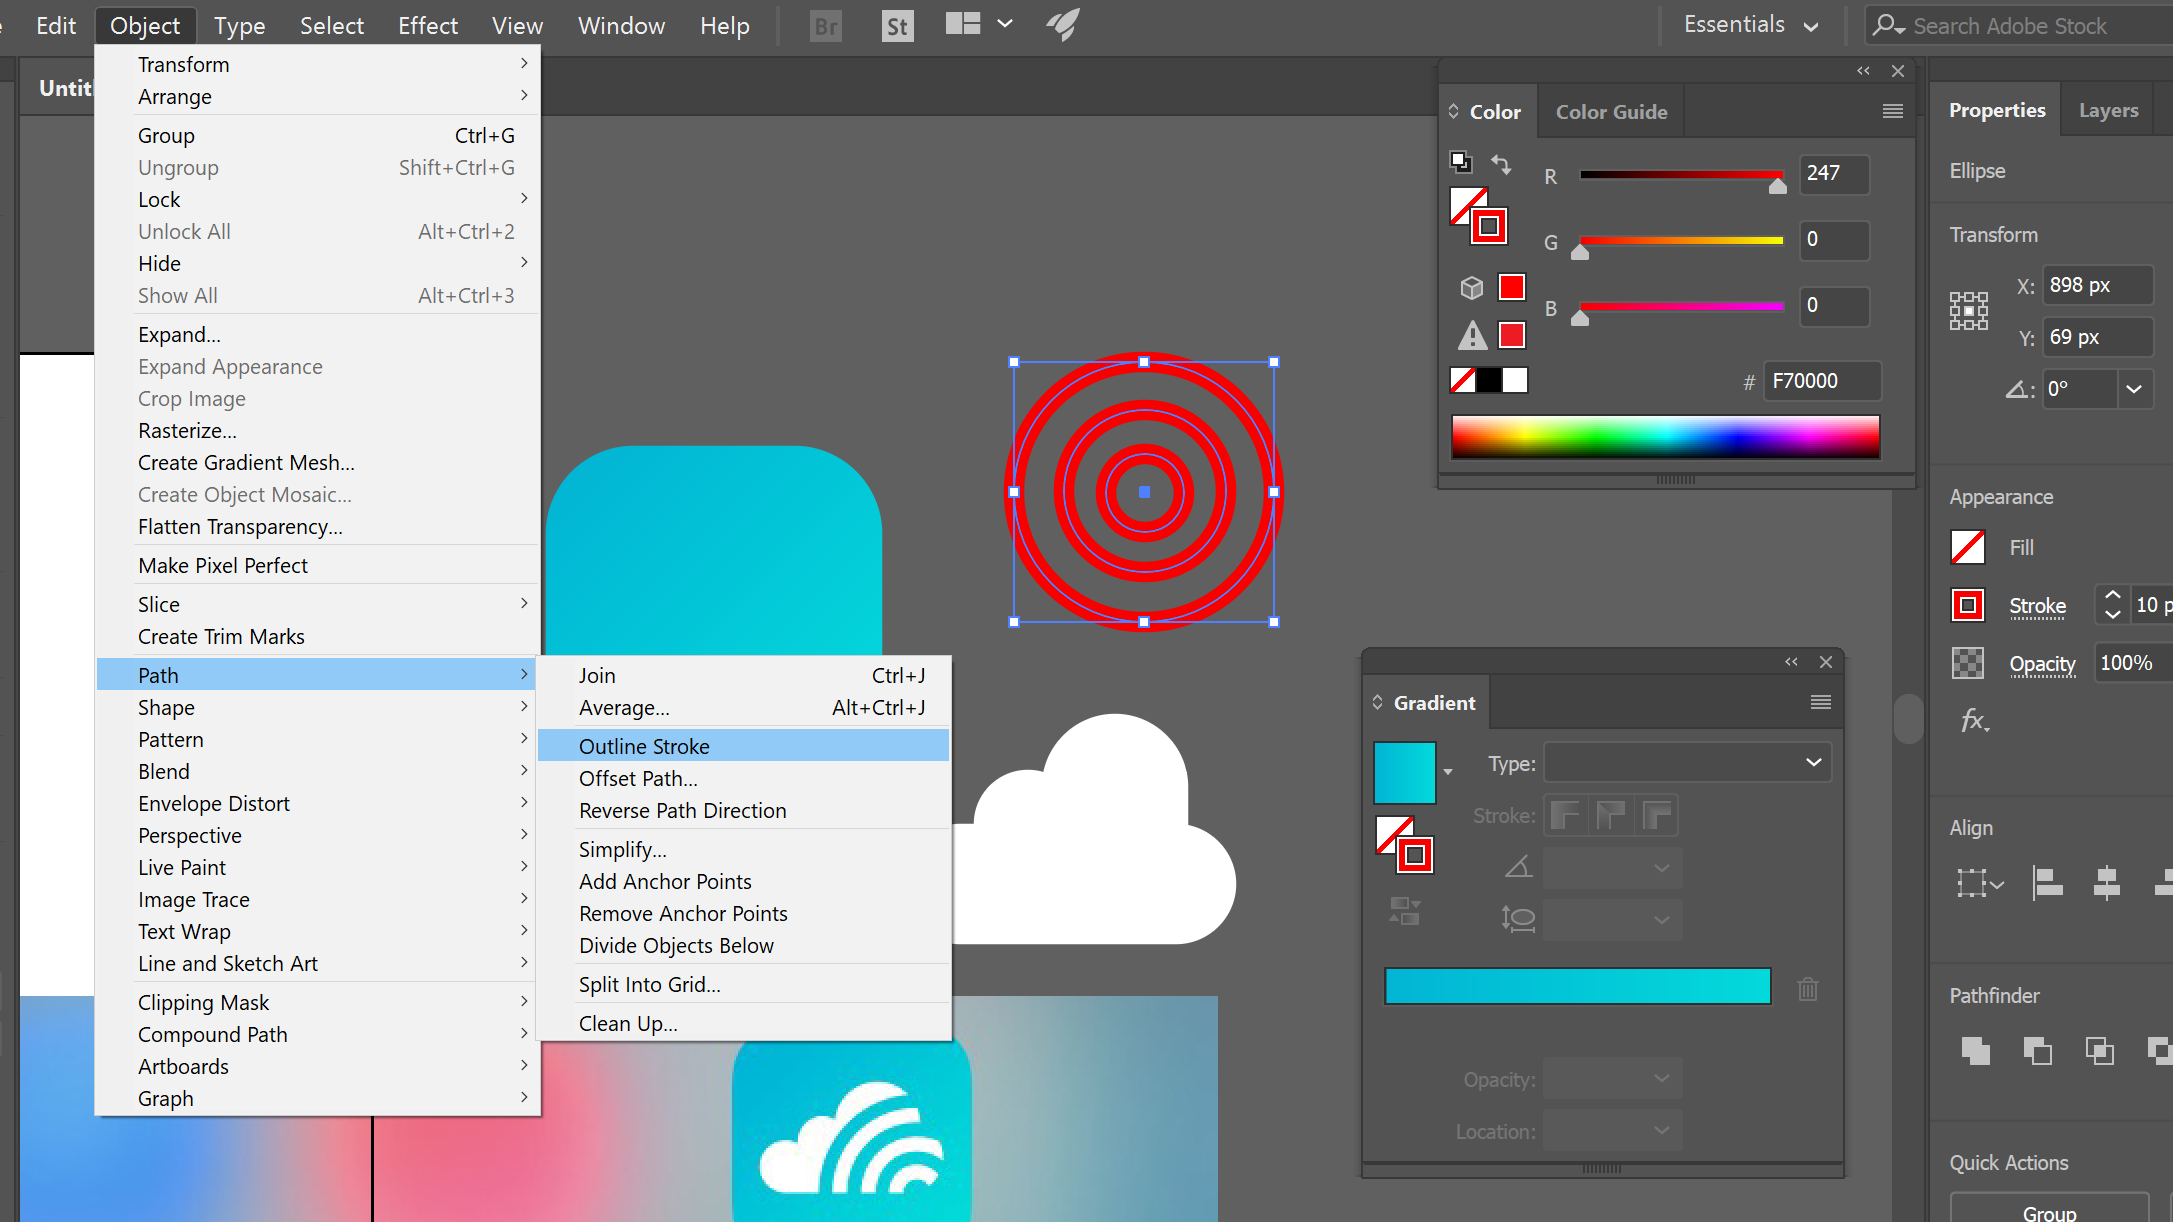 Edit Object Type Select Effect View Window Help Br St Essentials Search Adobe Stock
Transform
Arrange
Group Ctrl+G
Ungroup Shift+Ctrl+G
Lock
Unlock All Alt+Ctrl+2
Hide
Show All Alt+Ctrl+3
Expand...
Expand Appearance
Crop Image
Rasterize...
Create Gradient Mesh...
Create Object Mosaic...
Flatten Transparency...
Make Pixel Perfect
Slice
Create Trim Marks
Path
Shape
Pattern
Blend
Envelope Distort
Perspective
Live Paint
Image Trace
Text Wrap
Line and Sketch Art
Clipping Mask
Compound Path
Artboards
Graph
Join Ctrl+J
Average... Alt+Ctrl+J
Outline Stroke
Offset Path...
Reverse Path Direction
Simplify...
Add Anchor Points
Remove Anchor Points
Divide Objects Below
Split Into Grid...
Clean Up...
Color Color Guide
R 247
G 0
B 0
# F70000
Gradient
Type:
Stroke:
Opacity:
Location:
Properties Layers
Ellipse
Transform
X: 898 px
Y: 69 px
0°
Appearance
Fill
Stroke 10 p
Opacity 100%
fx
Align
Pathfinder
Quick Actions
Group